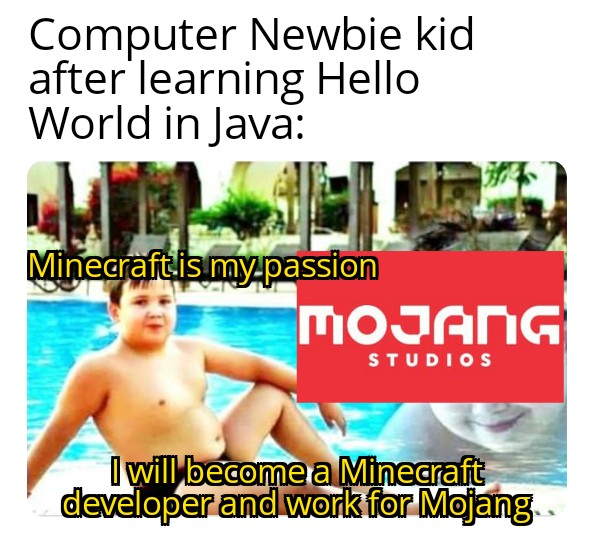 Computer Newbie kid
after learning Hello
World in Java:
Minecraft is my passion
MOJANG
STUDIOS
I will become a Minecraft
developer and work for Mojang